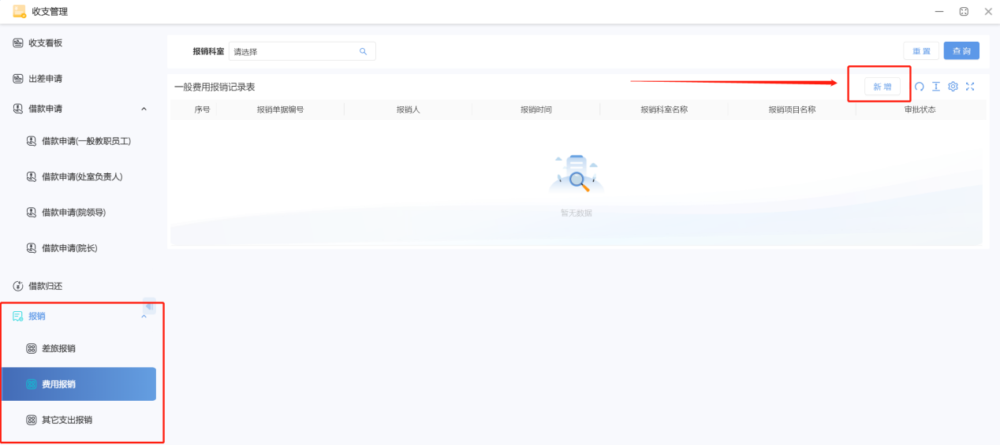 收支管理
收支看板
报销科室 请选择 重置 查询
出差申请
一般费用报销记录表 新增
借款申请
序号 报销单据编号 报销人 报销时间 报销科室名称 报销项目名称 审批状态
借款申请(一般教职员工)
借款申请(处室负责人)
借款申请(院领导)
暂无数据
借款申请(院长)
借款归还
报销
差旅报销
费用报销
其它支出报销